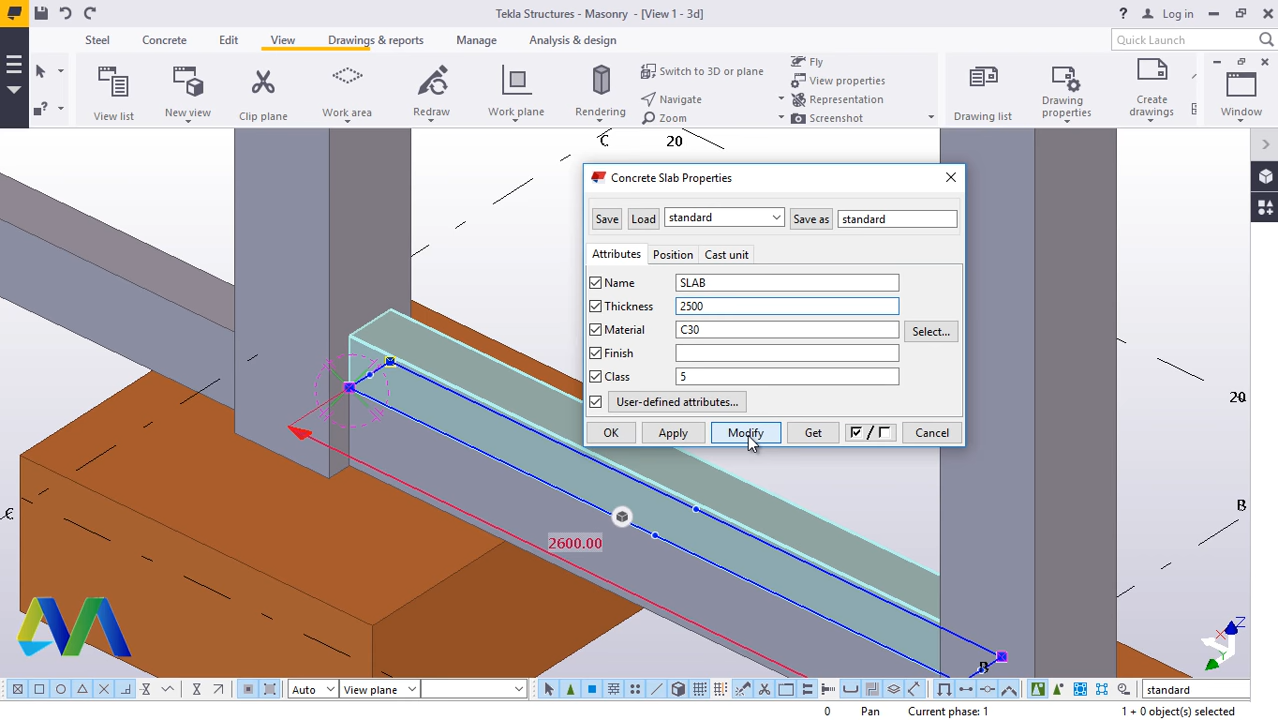 Tekla Structures - Masonry - [View 1 - 3d]
? Log in
Steel Concrete Edit View Drawings & reports Manage Analysis & design Quick Launch
View list
New view
Clip plane
Work area
Redraw
Work plane
Rendering
Switch to 3D or plane
Navigate
Zoom
Fly
View properties
Representation
Screenshot
Drawing list
Drawing
properties
Create
drawings
Window
C 20
Concrete Slab Properties
Save Load standard Save as standard
Attributes Position Cast unit
Name SLAB
Thickness 2500
Material C30 Select...
Finish
Class 5
User-defined attributes...
OK Apply Modify Get / Cancel
20
B
C
2600.00
B
Z
X
Y
Auto View plane standard
0 Pan Current phase: 1 1 + 0 object(s) selected